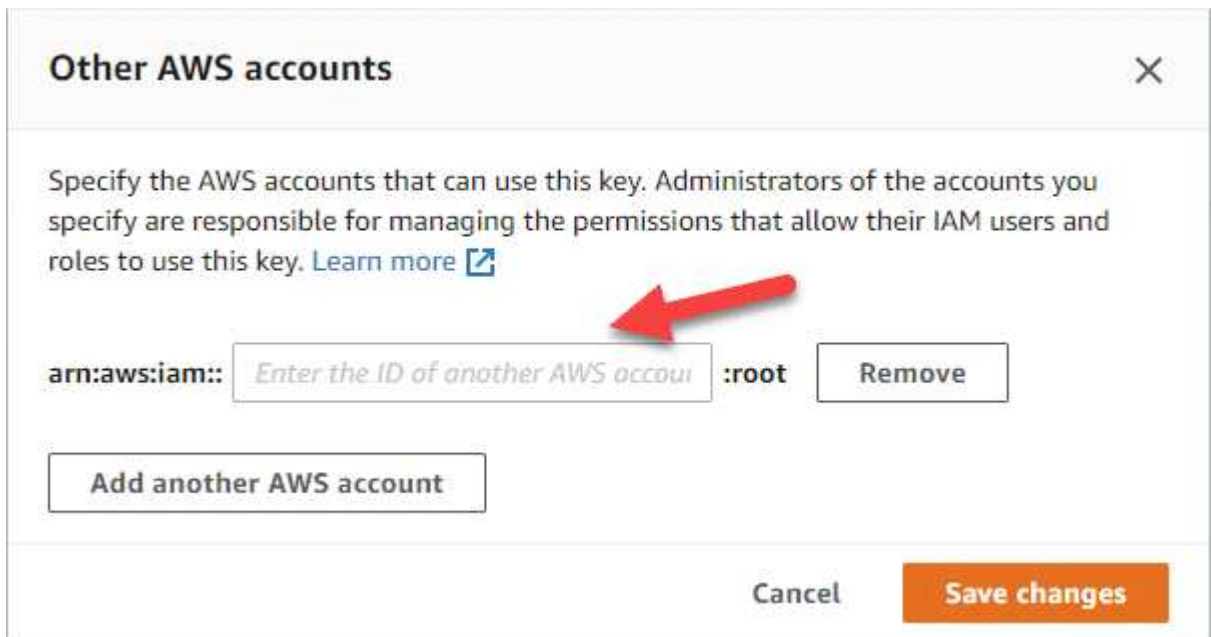 Other AWS accounts
Specify the AWS accounts that can use this key. Administrators of the accounts you
specify are responsible for managing the permissions that allow their IAM users and
roles to use this key. Learn more
arn:aws:iam:: Enter the ID of another AWS accou :root Remove
Add another AWS account
Cancel Save changes